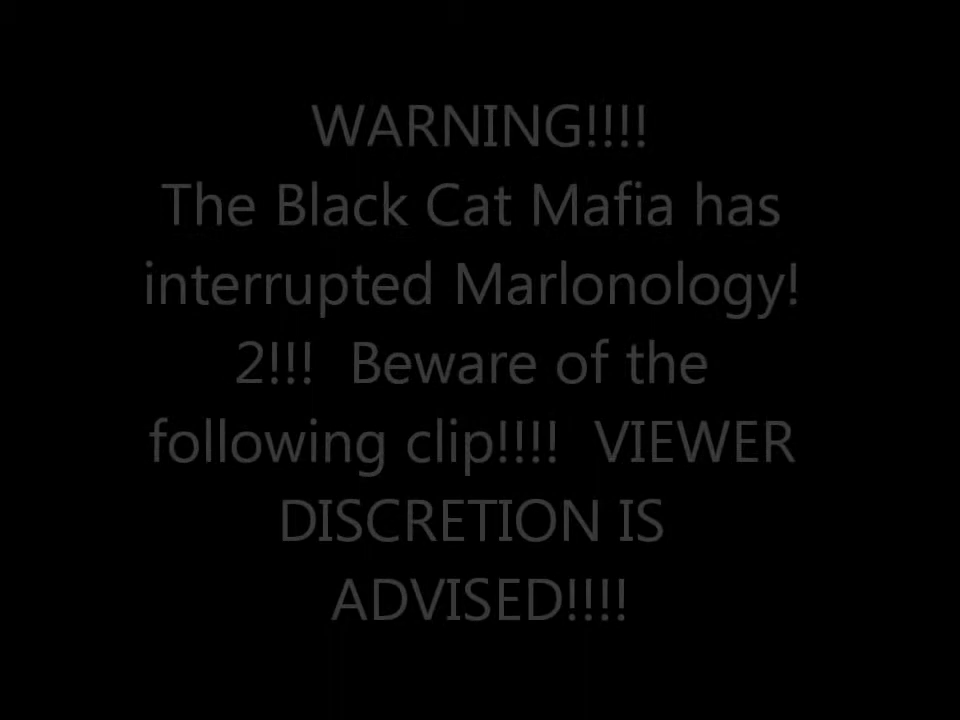 WARNING!!!!
The Black Cat Mafia has
interrupted Marlonology!
2!!!  Beware of the
following clip!!!!  VIEWER
DISCRETION IS
ADVISED!!!!